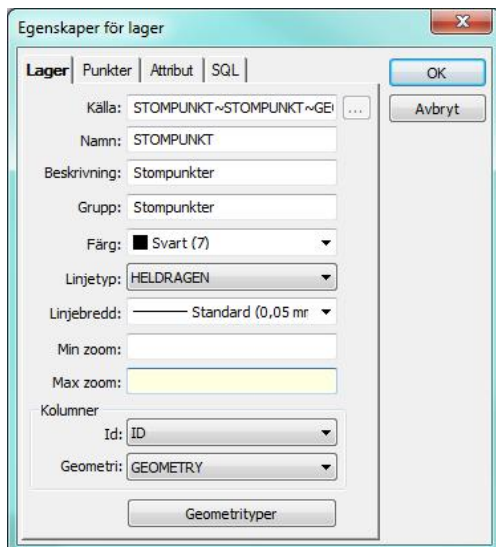 Egenskaper för lager
Lager Punkter Attribut SQL
OK
Avbryt
Källa: STOMPUNKT~STOMPUNKT~GE ...
Namn: STOMPUNKT
Beskrivning: Stompunkter
Grupp: Stompunkter
Färg: Svart (7)
Linjetyp: HELDRAGEN
Linjebredd: Standard (0,05 mr
Min zoom:
Max zoom:
Kolumner
Id: ID
Geometri: GEOMETRY
Geometrityper